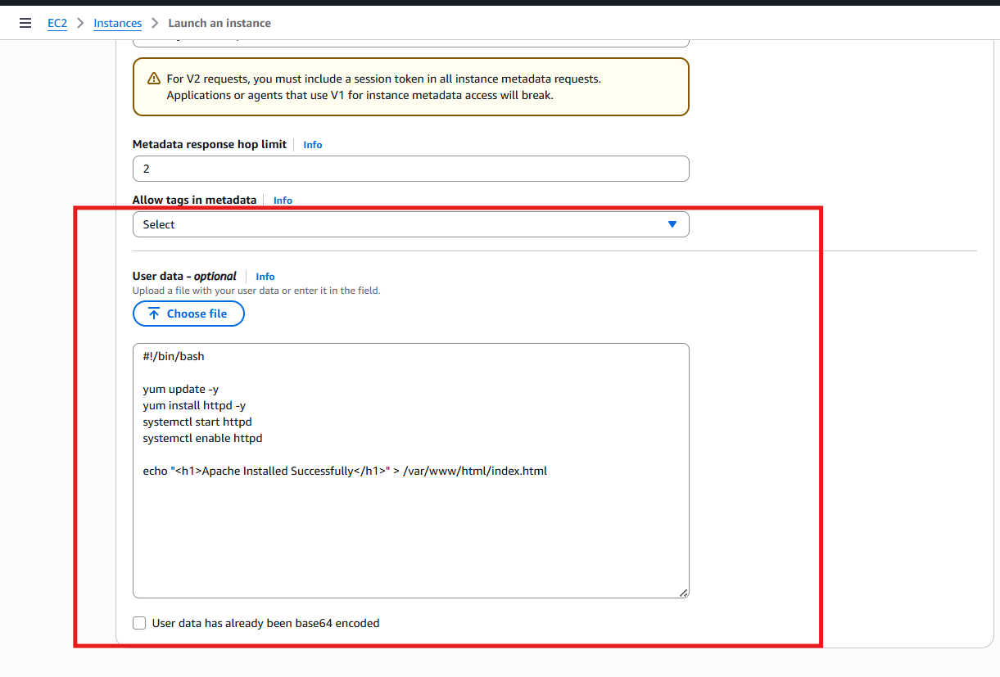 EC2 > Instances > Launch an instance
For V2 requests, you must include a session token in all instance metadata requests.
Applications or agents that use V1 for instance metadata access will break.
Metadata response hop limit | Info
2
Allow tags in metadata | Info
Select
User data - optional | Info
Upload a file with your user data or enter it in the field.
Choose file
#!/bin/bash
yum update -y
yum install httpd -y
systemctl start httpd
systemctl enable httpd
echo "<h1>Apache Installed Successfully</h1>" > /var/www/html/index.html
User data has already been base64 encoded